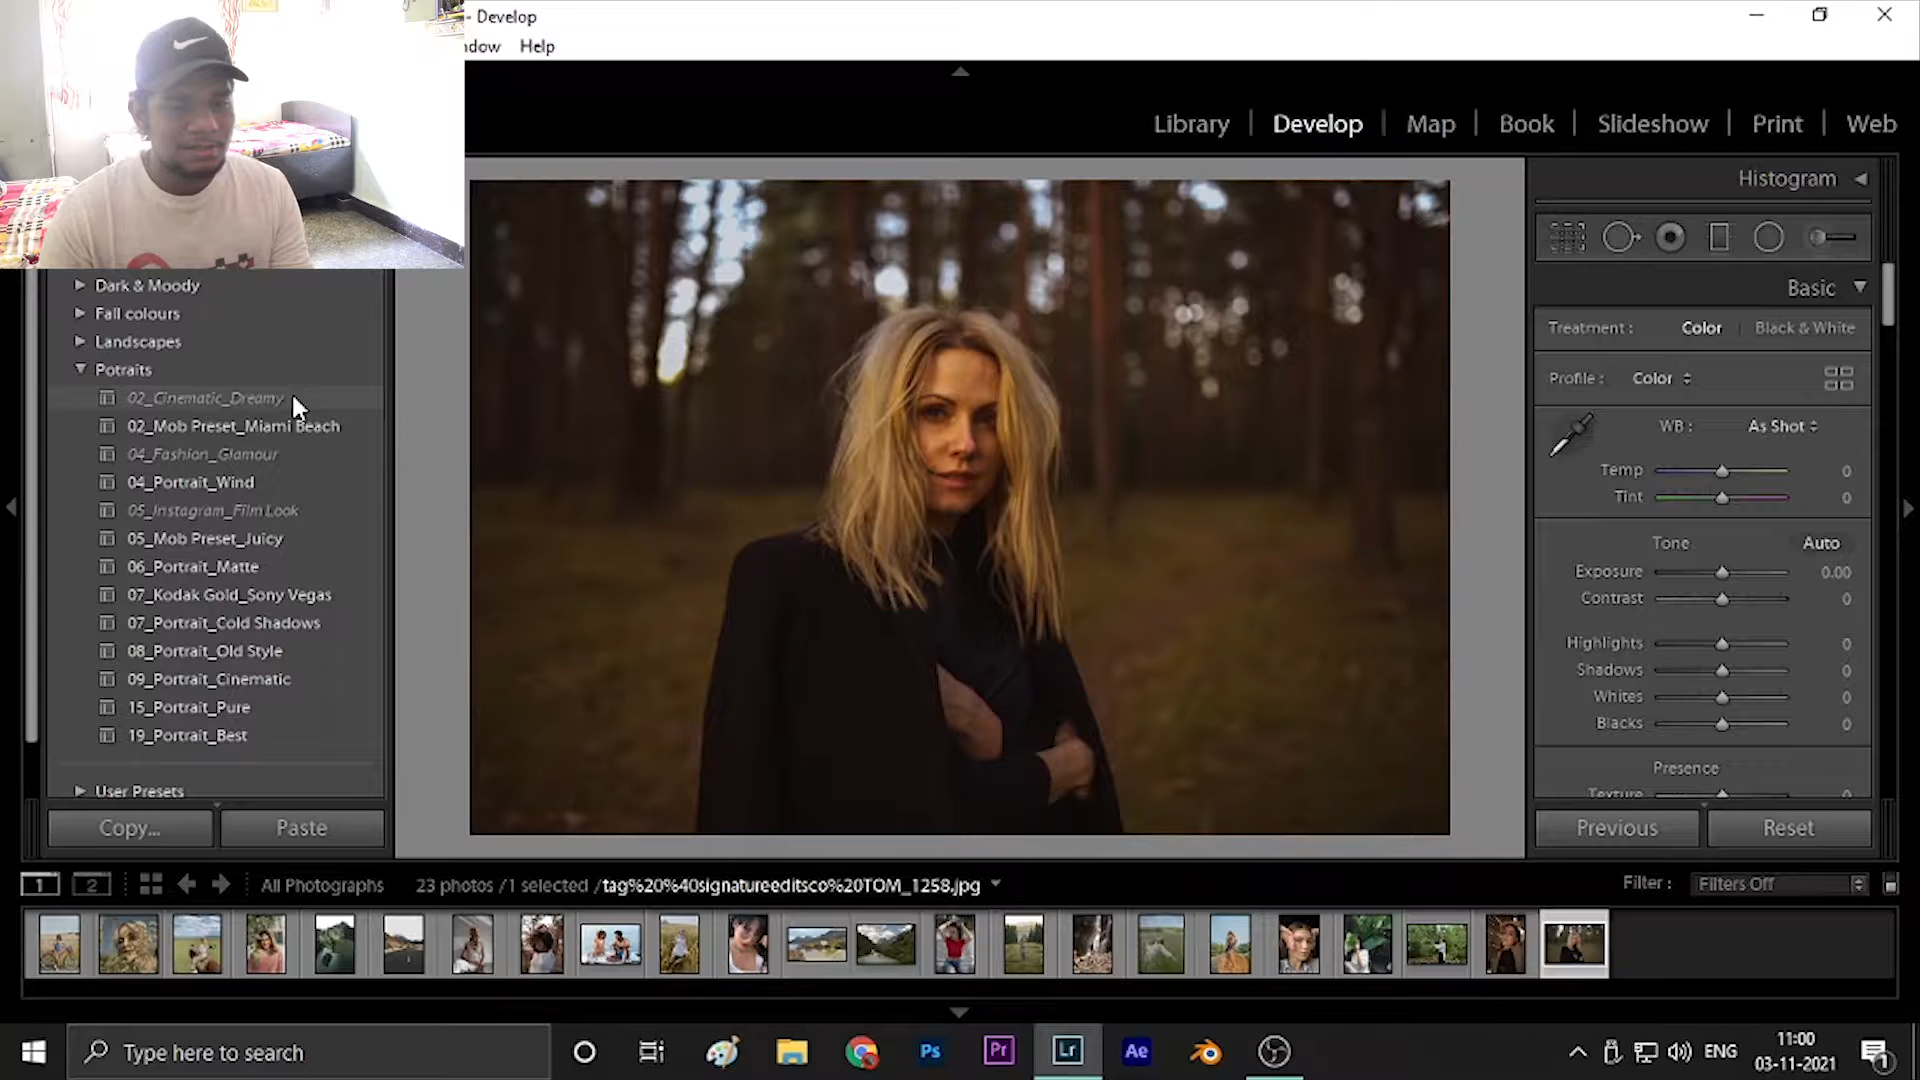 - Develop
ndow Help
Library | Develop | Map | Book | Slideshow | Print | Web
Histogram
Basic
Treatment : Color | Black & White
Profile : Color
WB : As Shot
Temp 0
Tint 0
Tone Auto
Exposure 0.00
Contrast 0
Highlights 0
Shadows 0
Whites 0
Blacks 0
Presence
Texture 0
Previous Reset
Dark & Moody
Fall colours
Landscapes
Potraits
02_Cinematic_Dreamy
02_Mob Preset_Miami Beach
04_Fashion_Glamour
04_Portrait_Wind
05_Instagram_Film Look
05_Mob Preset_Juicy
06_Portrait_Matte
07_Kodak Gold_Sony Vegas
07_Portrait_Cold Shadows
08_Portrait_Old Style
09_Portrait_Cinematic
15_Portrait_Pure
19_Portrait_Best
User Presets
Copy... Paste
1 2 All Photographs 23 photos /1 selected /tag%20%40signatureeditsco%20TOM_1258.jpg Filter : Filters Off
Type here to search
Ps Pr Lr Ae
ENG
11:00
03-11-2021
1